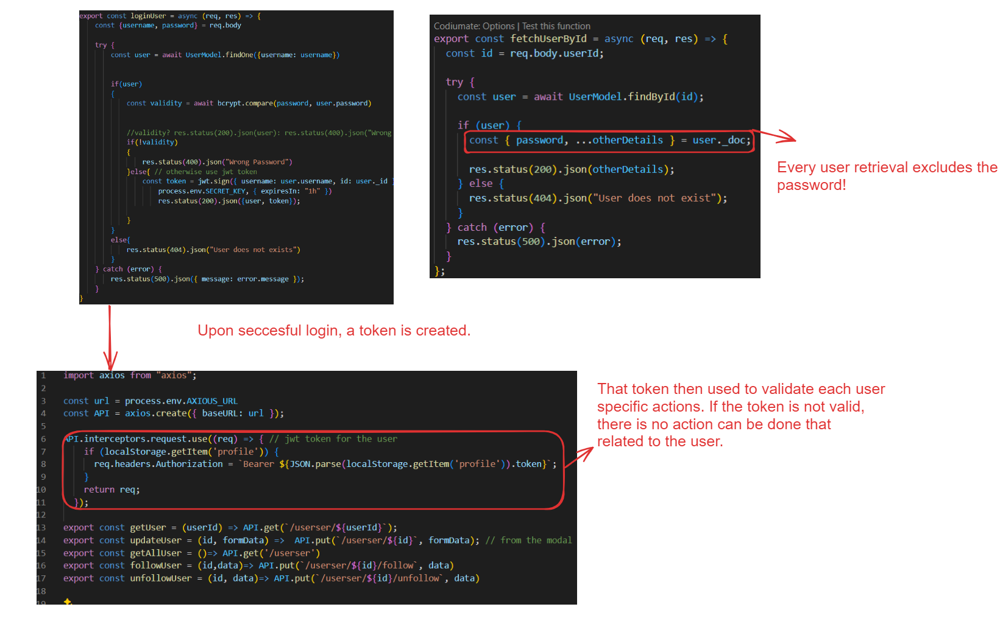 export const loginUser = async (req, res) => {
const {username, password} = req.body
try {
const user = await UserModel.findOne({username: username})
if(user)
{
const validity = await bcrypt.compare(password, user.password)
//validity? res.status(200).json(user): res.status(400).json("Wrong
if(!validity)
{
res.status(400).json("Wrong Password")
}else{ // otherwise use jwt token
const token = jwt.sign({ username: user.username, id: user._id }
process.env.SECRET_KEY, { expiresIn: "1h" })
res.status(200).json({user, token});
}
}
else{
res.status(404).json("User does not exists")
}
} catch (error) {
res.status(500).json({ message: error.message });
}
}
Codiumate: Options | Test this function
export const fetchUserById = async (req, res) => {
const id = req.body.userId;
try {
const user = await UserModel.findById(id);
if (user) {
const { password, ...otherDetails } = user._doc;
res.status(200).json(otherDetails);
} else {
res.status(404).json("User does not exist");
}
} catch (error) {
res.status(500).json(error);
}
};
Every user retrieval excludes the
password!
Upon seccesful login, a token is created.
1 import axios from "axios";
2
3 const url = process.env.AXIOUS_URL
4 const API = axios.create({ baseURL: url });
5
6 API.interceptors.request.use((req) => { // jwt token for the user
7 if (localStorage.getItem('profile')) {
8 req.headers.Authorization = `Bearer ${JSON.parse(localStorage.getItem('profile')).token}`;
9 }
10 return req;
11 });
12
13 export const getUser = (userId) => API.get(`/userser/${userId}`);
14 export const updateUser = (id, formData) => API.put(`/userser/${id}`, formData); // from the modal
15 export const getAllUser = ()=> API.get('/userser')
16 export const followUser = (id,data)=> API.put(`/userser/${id}/follow`, data)
17 export const unfollowUser = (id, data)=> API.put(`/userser/${id}/unfollow`, data)
18
19
That token then used to validate each user
specific actions. If the token is not valid,
there is no action can be done that
related to the user.